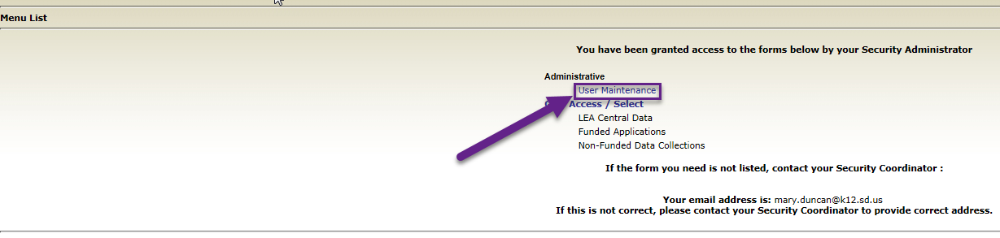 Menu List
You have been granted access to the forms below by your Security Administrator
Administrative
User Maintenance
Access / Select
LEA Central Data
Funded Applications
Non-Funded Data Collections
If the form you need is not listed, contact your Security Coordinator :
Your email address is: mary.duncan@k12.sd.us
If this is not correct, please contact your Security Coordinator to provide correct address.